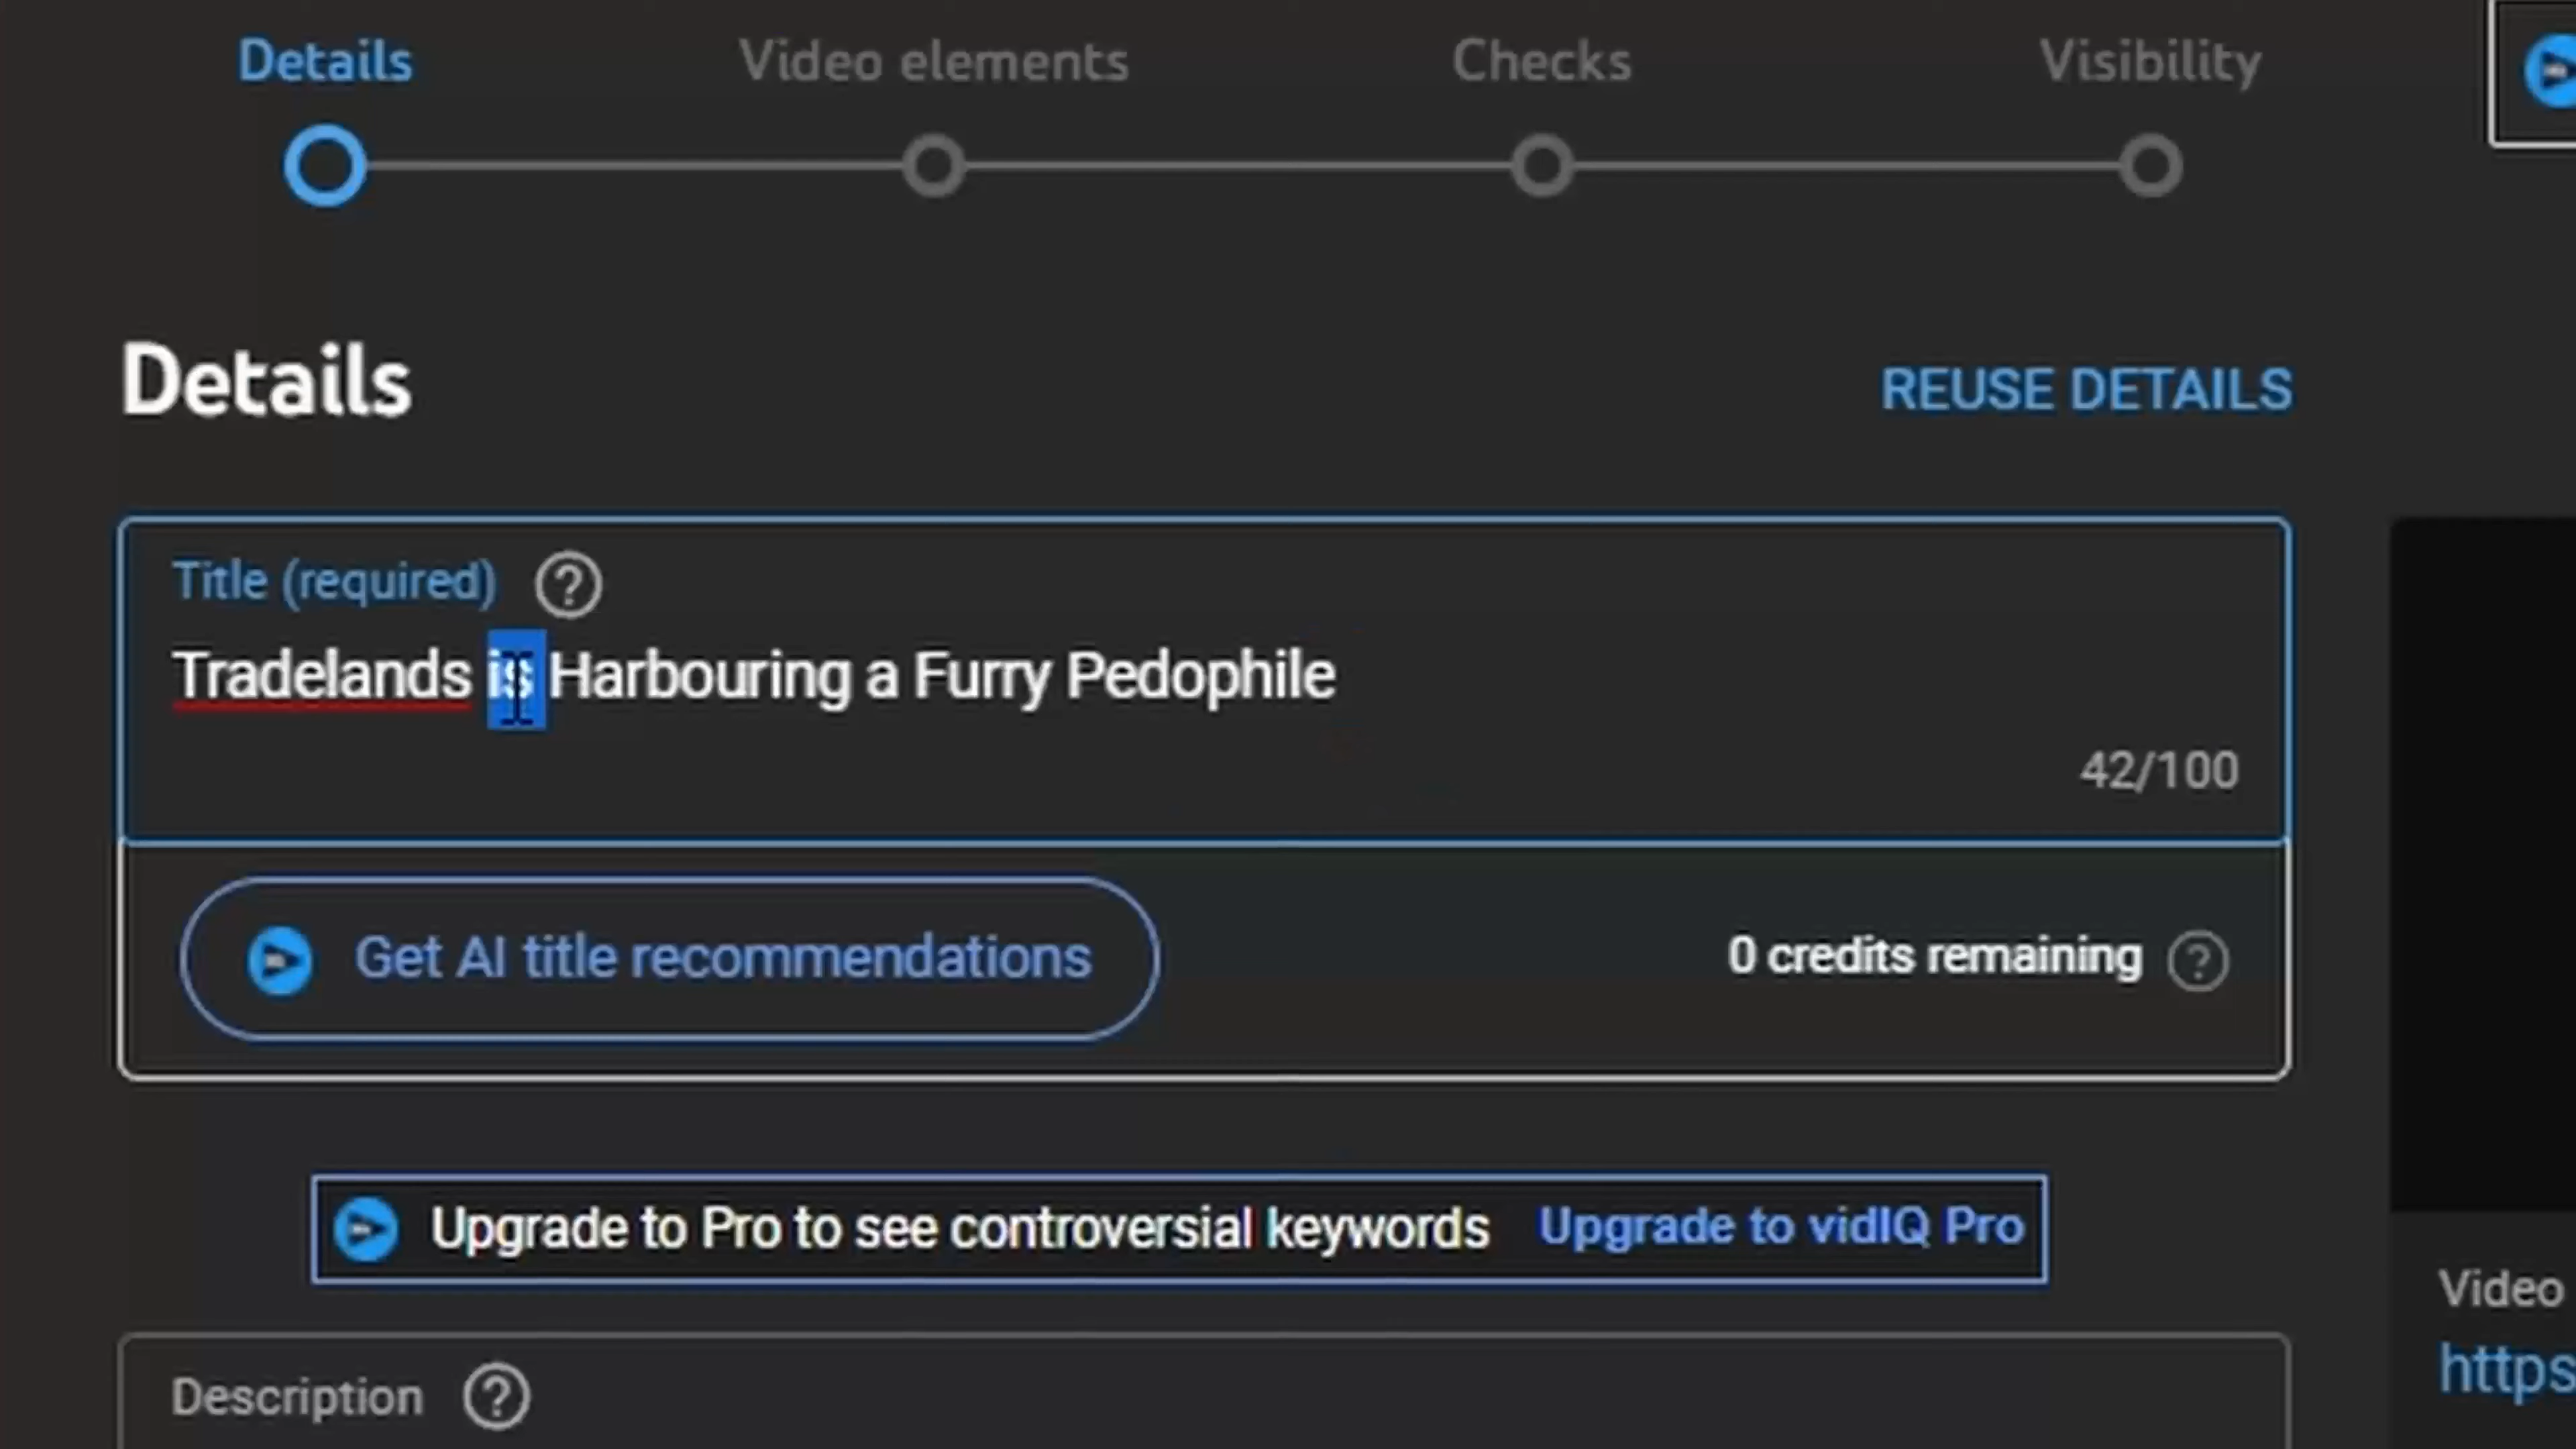 Details Video elements Checks Visibility
Details REUSE DETAILS
Title (required)
Tradelands is Harbouring a Furry Pedophile
42/100
Get AI title recommendations 0 credits remaining
Upgrade to Pro to see controversial keywords Upgrade to vidIQ Pro
Video
https
Description